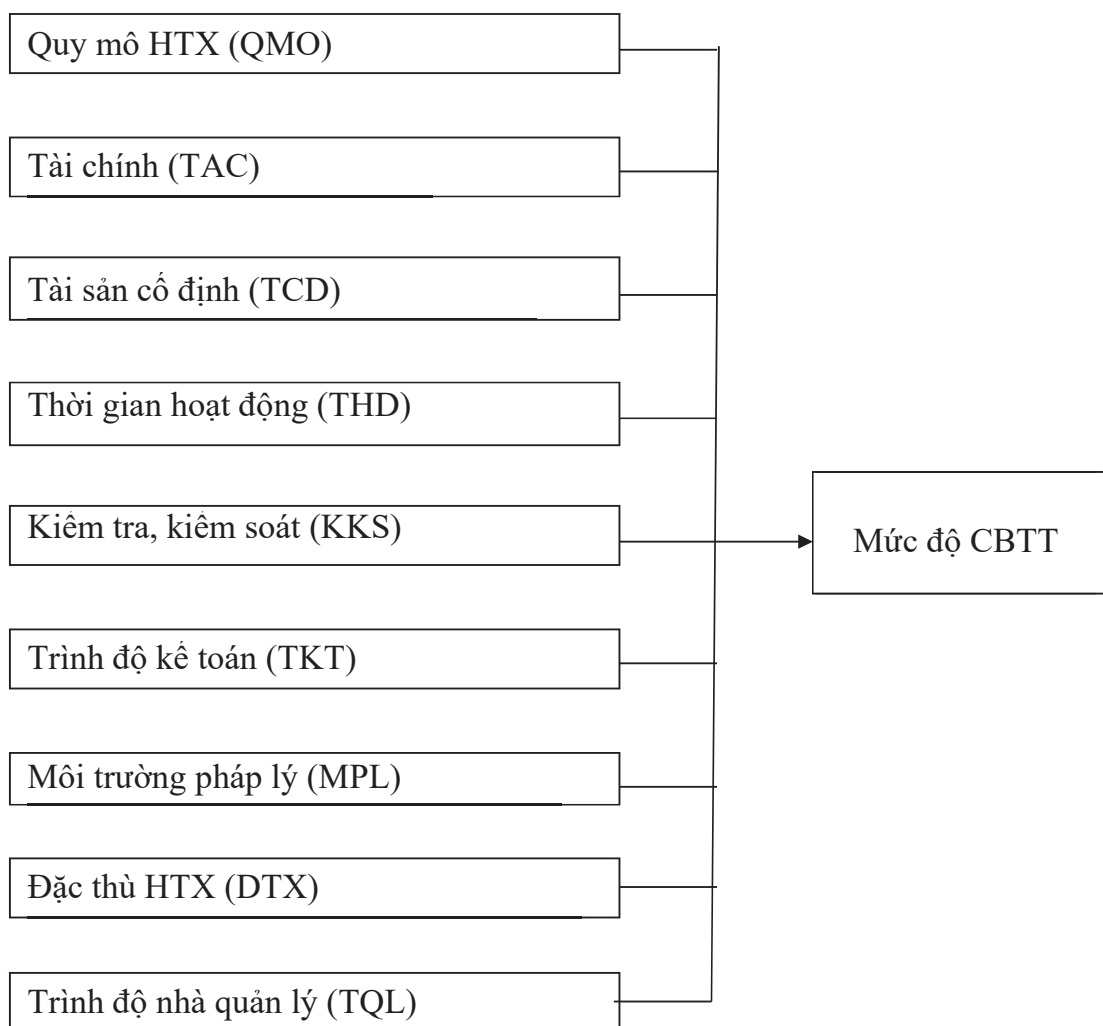 Quy mô HTX (QMO)
Tài chính (TAC)
Tài sản cố định (TCD)
Thời gian hoạt động (THD)
Kiểm tra, kiểm soát (KKS)
Mức độ CBTT
Trình độ kế toán (TKT)
Môi trường pháp lý (MPL)
Đặc thù HTX (DTX)
Trình độ nhà quản lý (TQL)